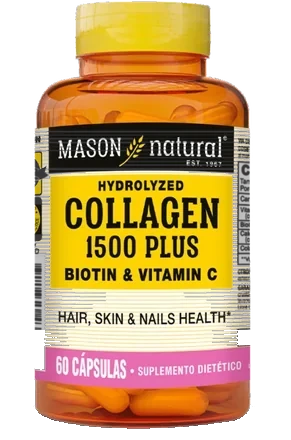 MASON natural®
EST. 1967
HYDROLYZED
COLLAGEN
1500 PLUS
BIOTIN & VITAMIN C
HAIR, SKIN & NAILS HEALTH*
60 CÁPSULAS • SUPLEMENTO DIETÉTICO